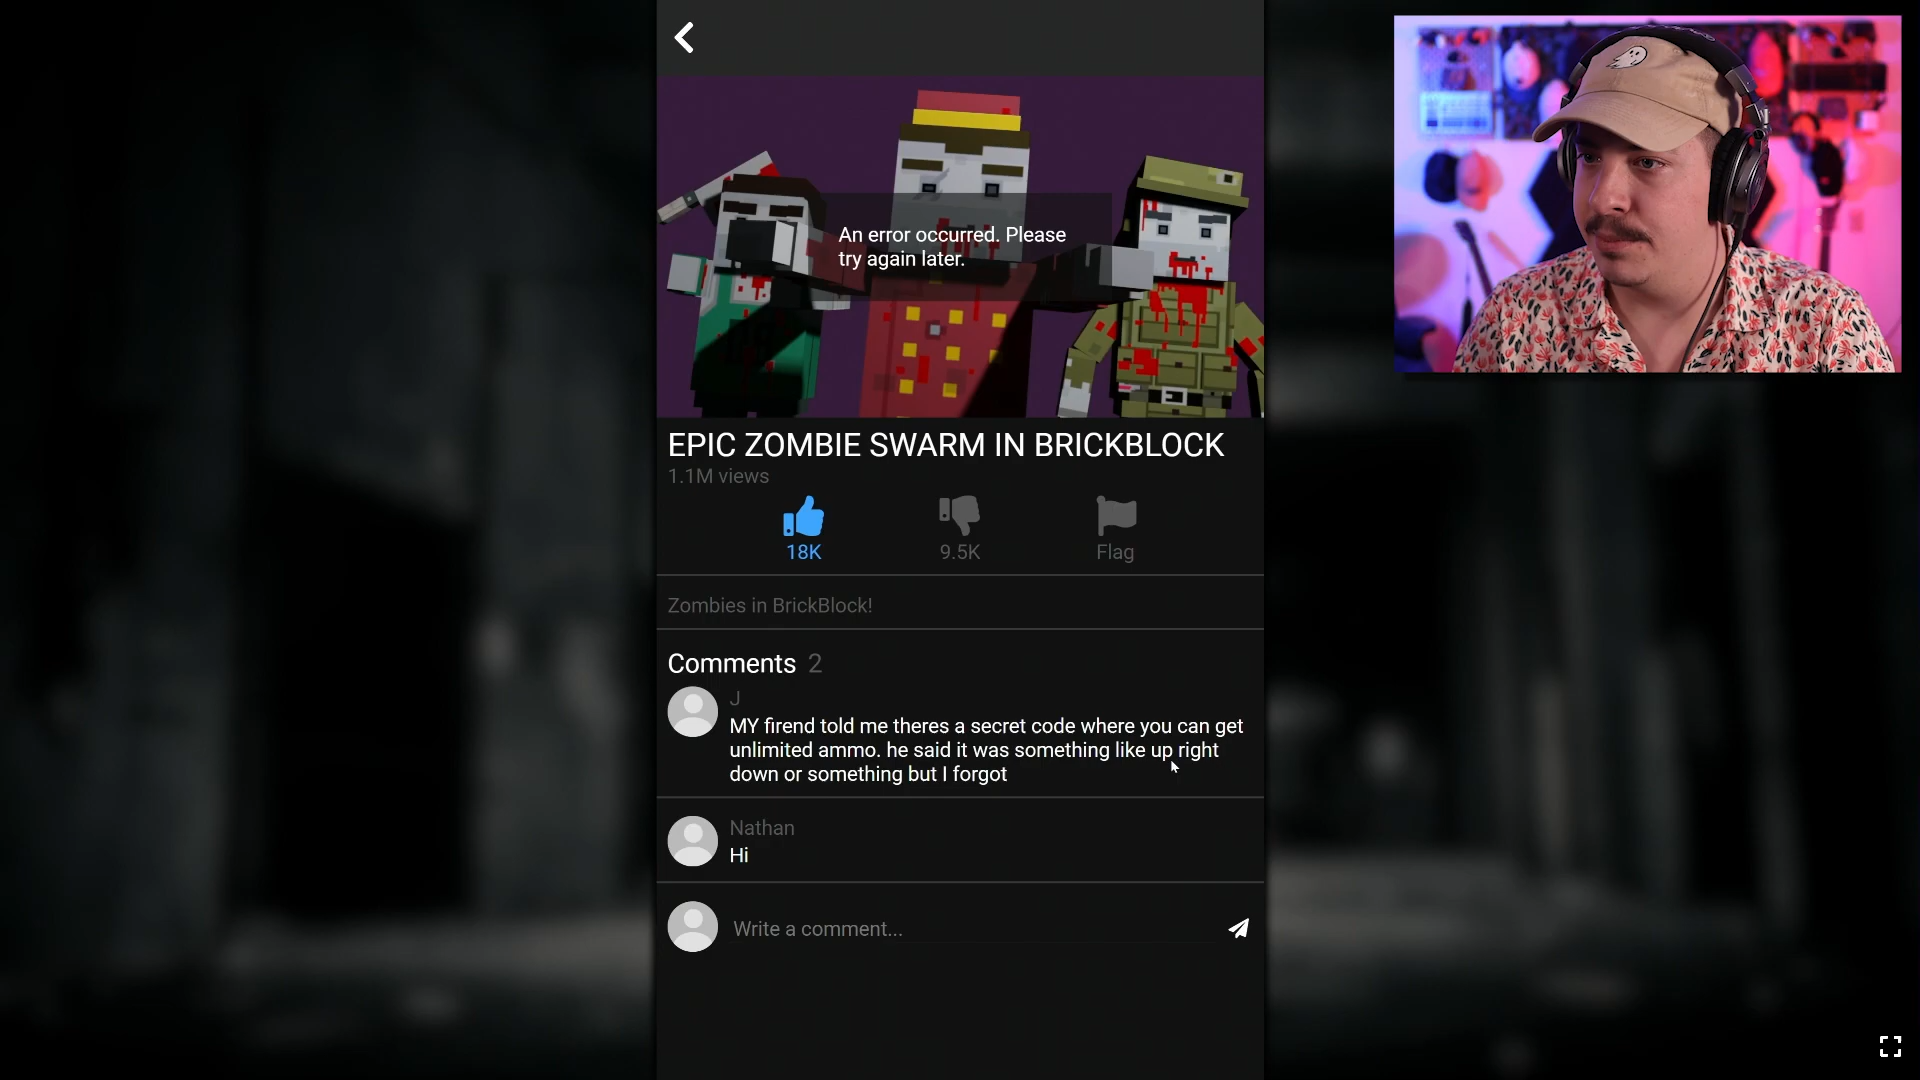 An error occurred. Please
try again later.
EPIC ZOMBIE SWARM IN BRICKBLOCK
1.1M views
18K
9.5K
Flag
Zombies in BrickBlock!
Comments 2
J
MY firend told me theres a secret code where you can get
unlimited ammo. he said it was something like up right
down or something but I forgot
Nathan
Hi
Write a comment...